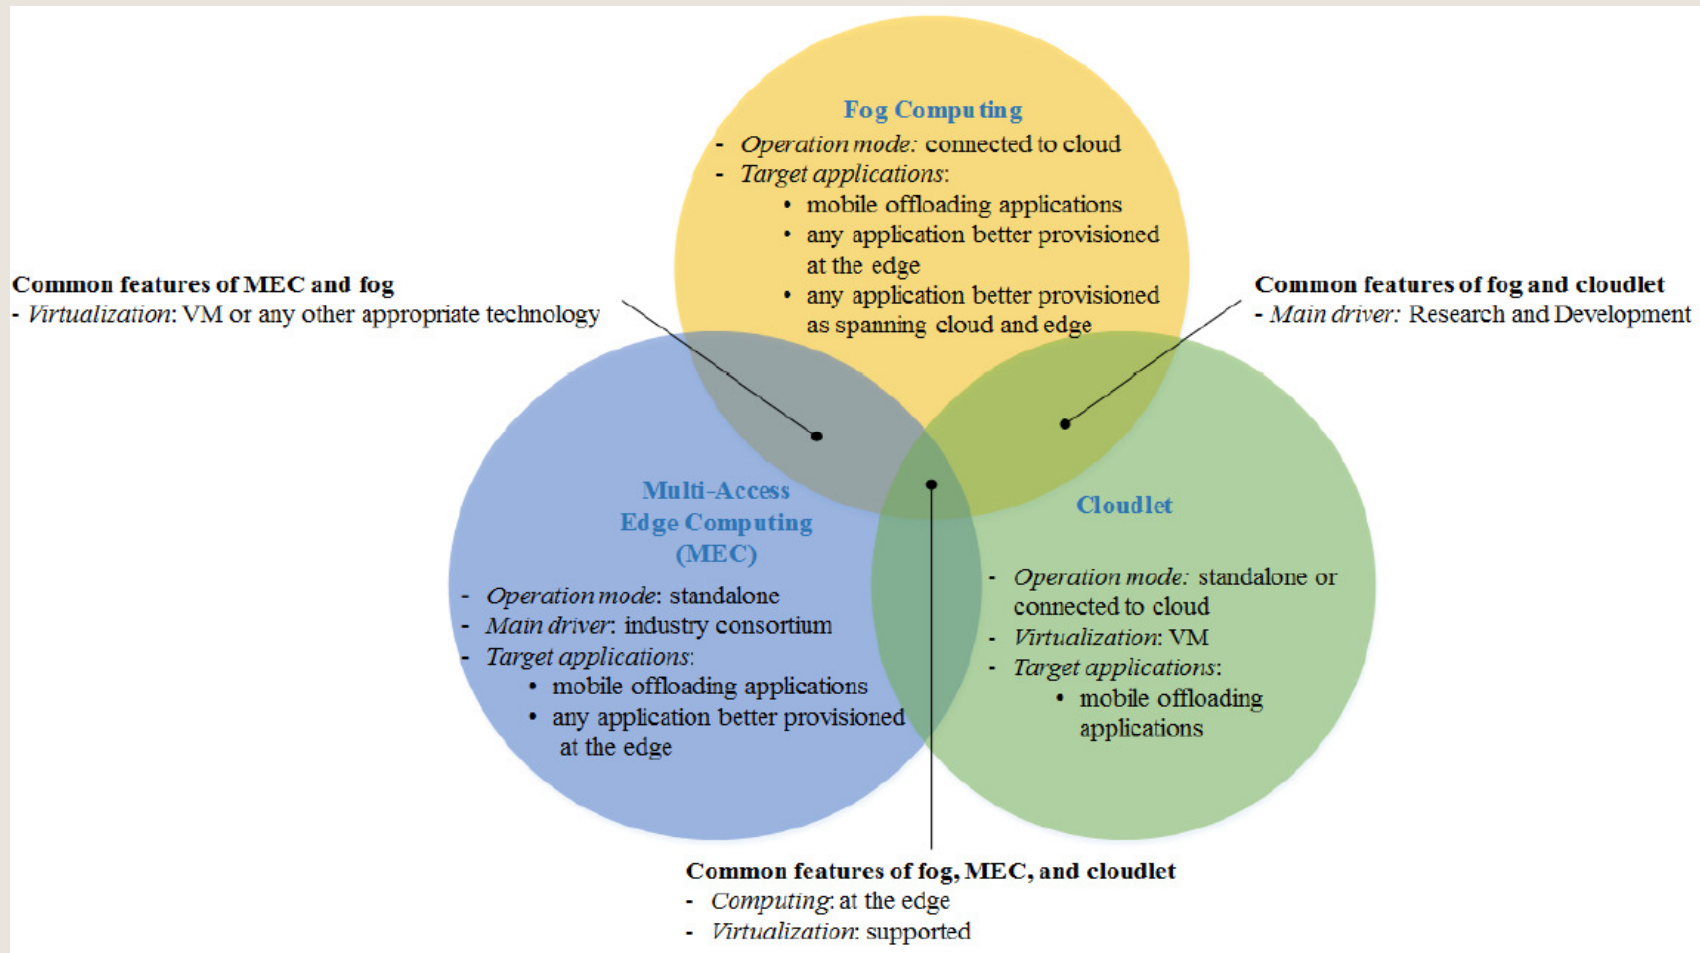 Fog Computing
- Operation mode: connected to cloud
- Target applications:
• mobile offloading applications
• any application better provisioned
at the edge
• any application better provisioned
as spanning cloud and edge
Common features of MEC and fog
- Virtualization: VM or any other appropriate technology
Common features of fog and cloudlet
- Main driver: Research and Development
Multi-Access
Edge Computing
(MEC)
- Operation mode: standalone
- Main driver: industry consortium
- Target applications:
• mobile offloading applications
• any application better provisioned
at the edge
Cloudlet
- Operation mode: standalone or
connected to cloud
- Virtualization: VM
- Target applications:
• mobile offloading
applications
Common features of fog, MEC, and cloudlet
- Computing: at the edge
- Virtualization: supported